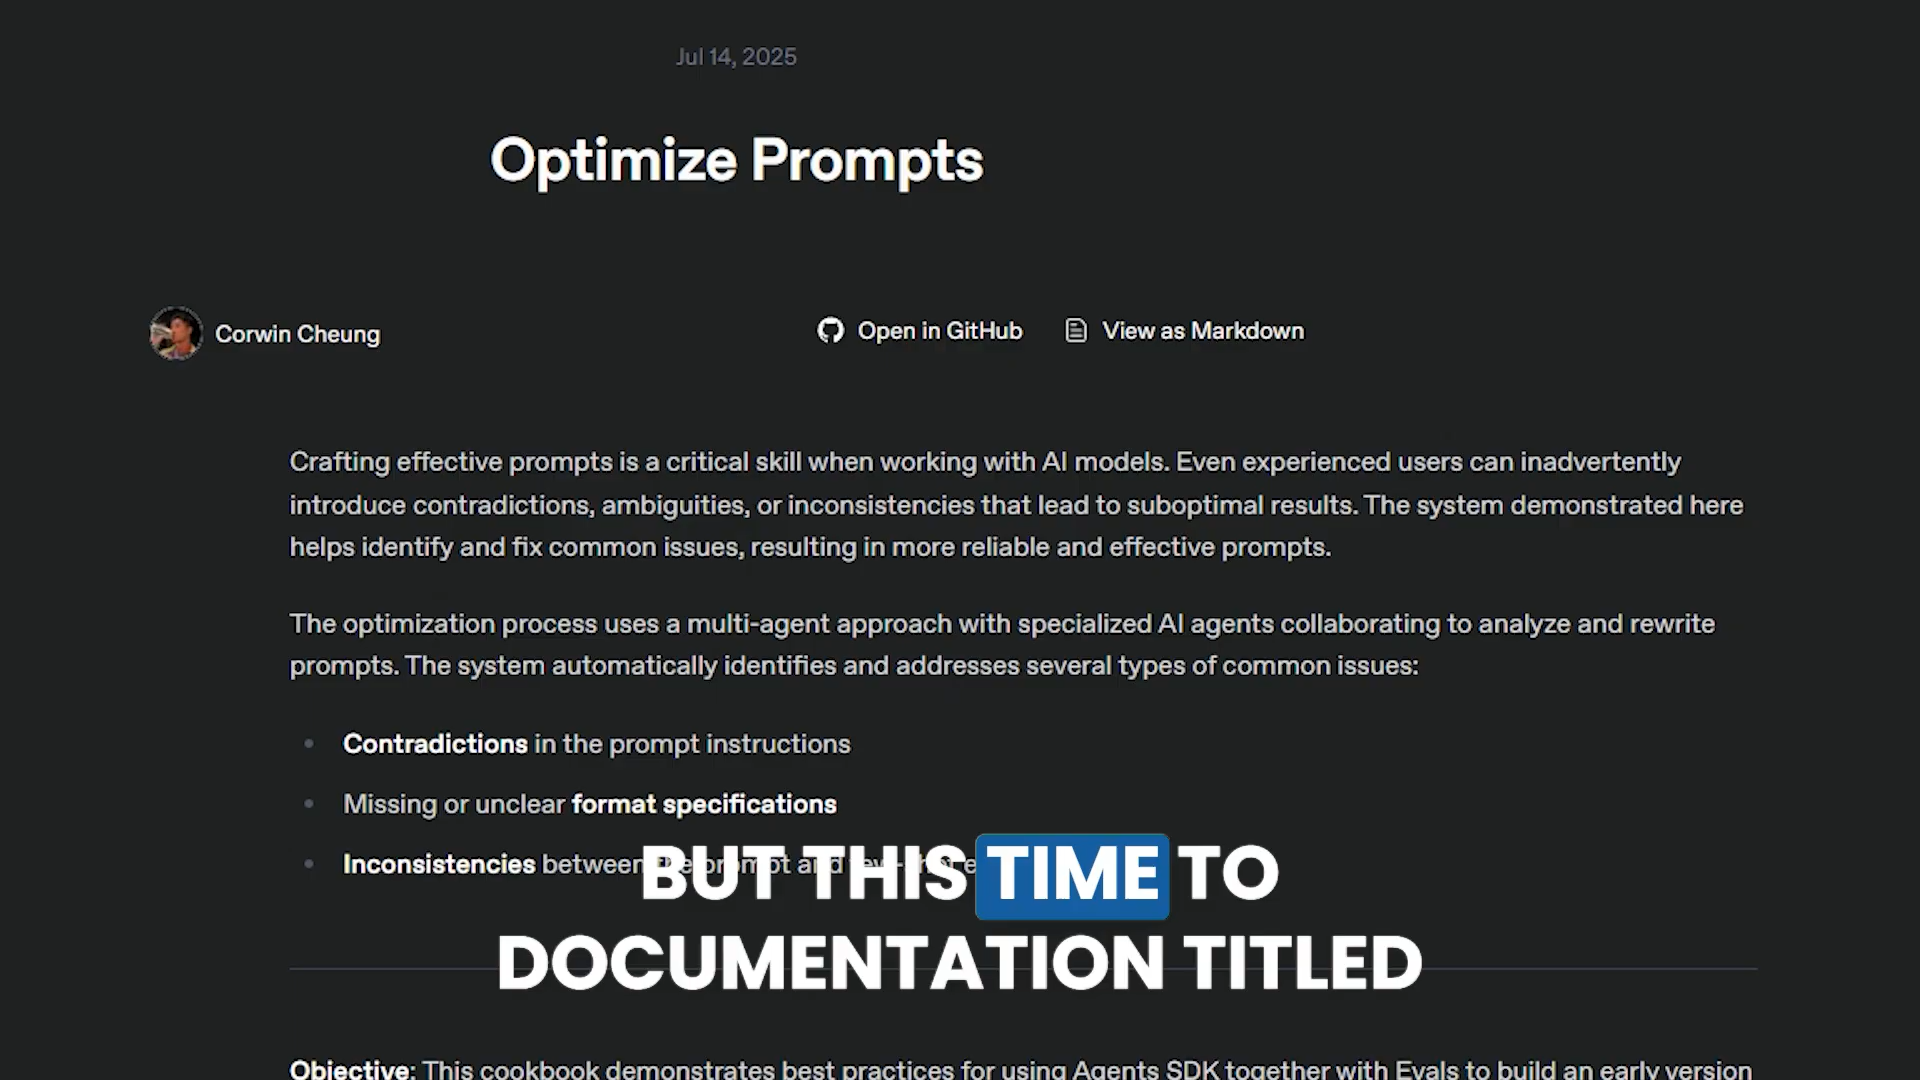 Jul 14, 2025
Optimize Prompts
Corwin Cheung
Open in GitHub
View as Markdown
Crafting effective prompts is a critical skill when working with AI models. Even experienced users can inadvertently
introduce contradictions, ambiguities, or inconsistencies that lead to suboptimal results. The system demonstrated here
helps identify and fix common issues, resulting in more reliable and effective prompts.
The optimization process uses a multi-agent approach with specialized AI agents collaborating to analyze and rewrite
prompts. The system automatically identifies and addresses several types of common issues:
Contradictions in the prompt instructions
Missing or unclear format specifications
Inconsistencies between the prompt and
BUT THIS TIME TO
DOCUMENTATION TITLED
Objective: This cookbook demonstrates best practices for using Agents SDK together with Evals to build an early version